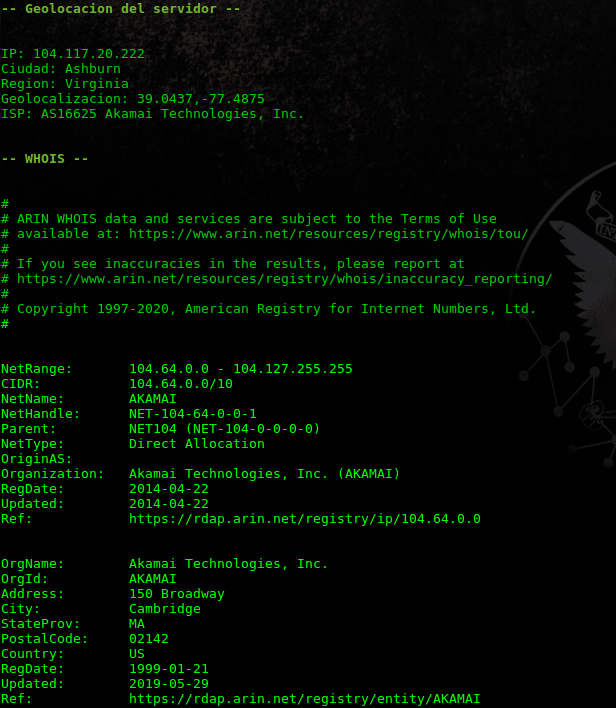 -- Geolocacion del servidor --
IP: 104.117.20.222
Ciudad: Ashburn
Region: Virginia
Geolocalizacion: 39.0437,-77.4875
ISP: AS16625 Akamai Technologies, Inc.
-- WHOIS --
#
# ARIN WHOIS data and services are subject to the Terms of Use
# available at: https://www.arin.net/resources/registry/whois/tou/
#
# If you see inaccuracies in the results, please report at
# https://www.arin.net/resources/registry/whois/inaccuracy_reporting/
#
# Copyright 1997-2020, American Registry for Internet Numbers, Ltd.
#
NetRange:       104.64.0.0 - 104.127.255.255
CIDR:           104.64.0.0/10
NetName:        AKAMAI
NetHandle:      NET-104-64-0-0-1
Parent:         NET104 (NET-104-0-0-0-0)
NetType:        Direct Allocation
OriginAS:
Organization:   Akamai Technologies, Inc. (AKAMAI)
RegDate:        2014-04-22
Updated:        2014-04-22
Ref:            https://rdap.arin.net/registry/ip/104.64.0.0
OrgName:        Akamai Technologies, Inc.
OrgId:          AKAMAI
Address:        150 Broadway
City:           Cambridge
StateProv:      MA
PostalCode:     02142
Country:        US
RegDate:        1999-01-21
Updated:        2019-05-29
Ref:            https://rdap.arin.net/registry/entity/AKAMAI